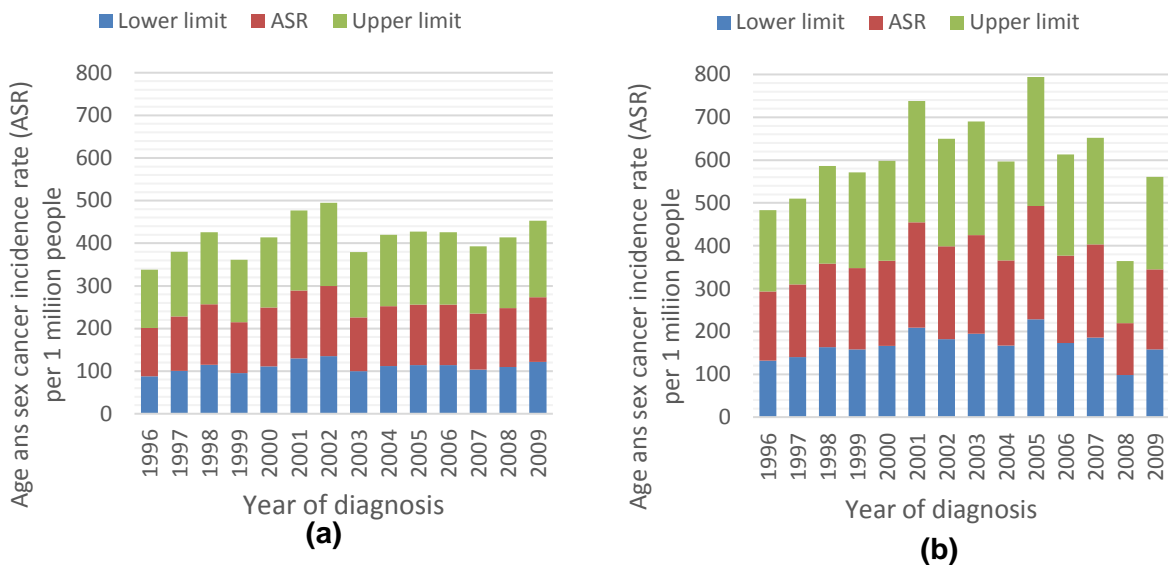 Lower limit ASR Upper limit
Age ans sex cancer incidence rate (ASR)
per 1 miliion people
800
700
600
500
400
300
200
100
0
1996 1997 1998 1999 2000 2001 2002 2003 2004 2005 2006 2007 2008 2009
Year of diagnosis
(a)
Lower limit ASR Upper limit
Age ans sex cancer incidence rate (ASR)
per 1 miliion people
800
700
600
500
400
300
200
100
0
1996 1997 1998 1999 2000 2001 2002 2003 2004 2005 2006 2007 2008 2009
Year of diagnosis
(b)